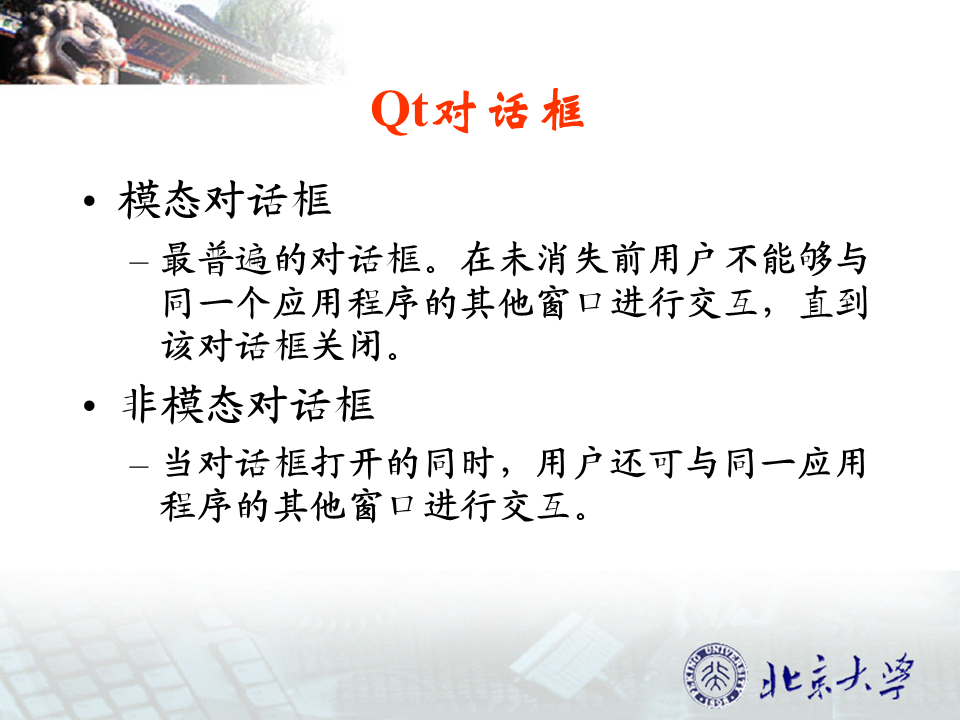 Qt对话框
• 模态对话框
– 最普遍的对话框。在未消失前用户不能够与
同一个应用程序的其他窗口进行交互，直到
该对话框关闭。
• 非模态对话框
– 当对话框打开的同时，用户还可与同一应用
程序的其他窗口进行交互。
PEKING UNIVERSITY
1898
北京大学